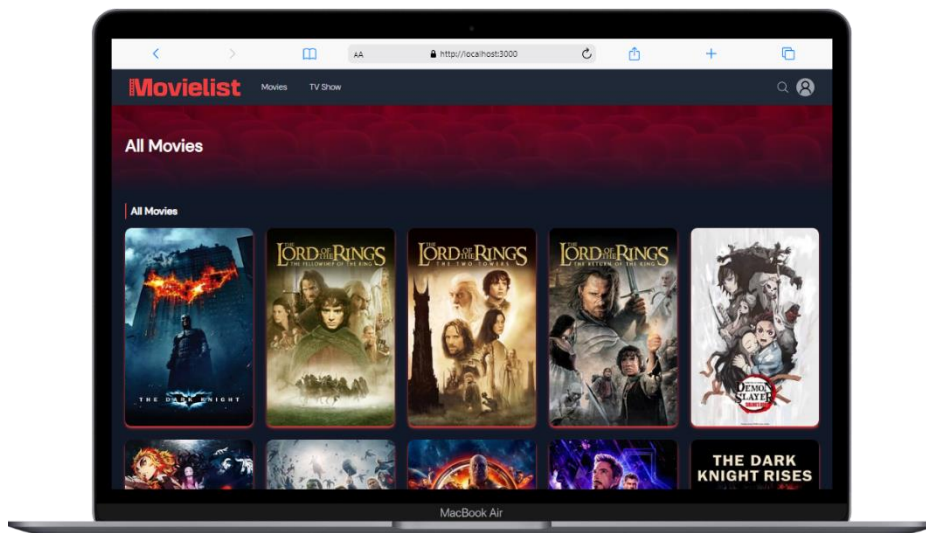 AA
http://localhost:3000
Movielist
Movies
TV Show
All Movies
All Movies
THE DARK KNIGHT
THE
LORD OF THE RINGS
THE FELLOWSHIP OF THE RING
THE
LORD OF THE RINGS
THE TWO TOWERS
THE
LORD OF THE RINGS
THE RETURN OF THE KING
DEMON
SLAYER
THE DARK
KNIGHT RISES
MacBook Air